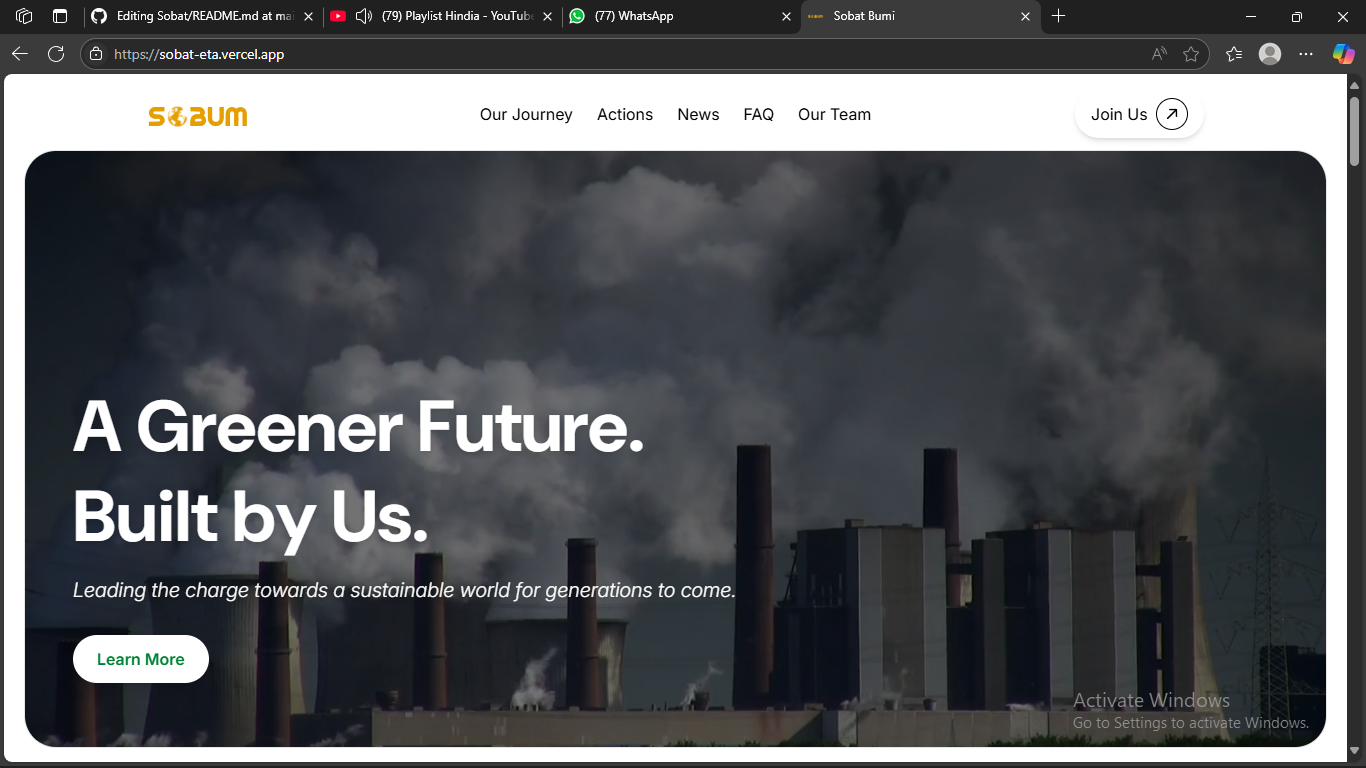 Editing Sobat/README.md at mai
(79) Playlist Hindia - YouTube
(77) WhatsApp
Sobat Bumi
https://sobat-eta.vercel.app
SOBUM
Our Journey
Actions
News
FAQ
Our Team
Join Us
A Greener Future.
Built by Us.
Leading the charge towards a sustainable world for generations to come.
Learn More
Activate Windows
Go to Settings to activate Windows.